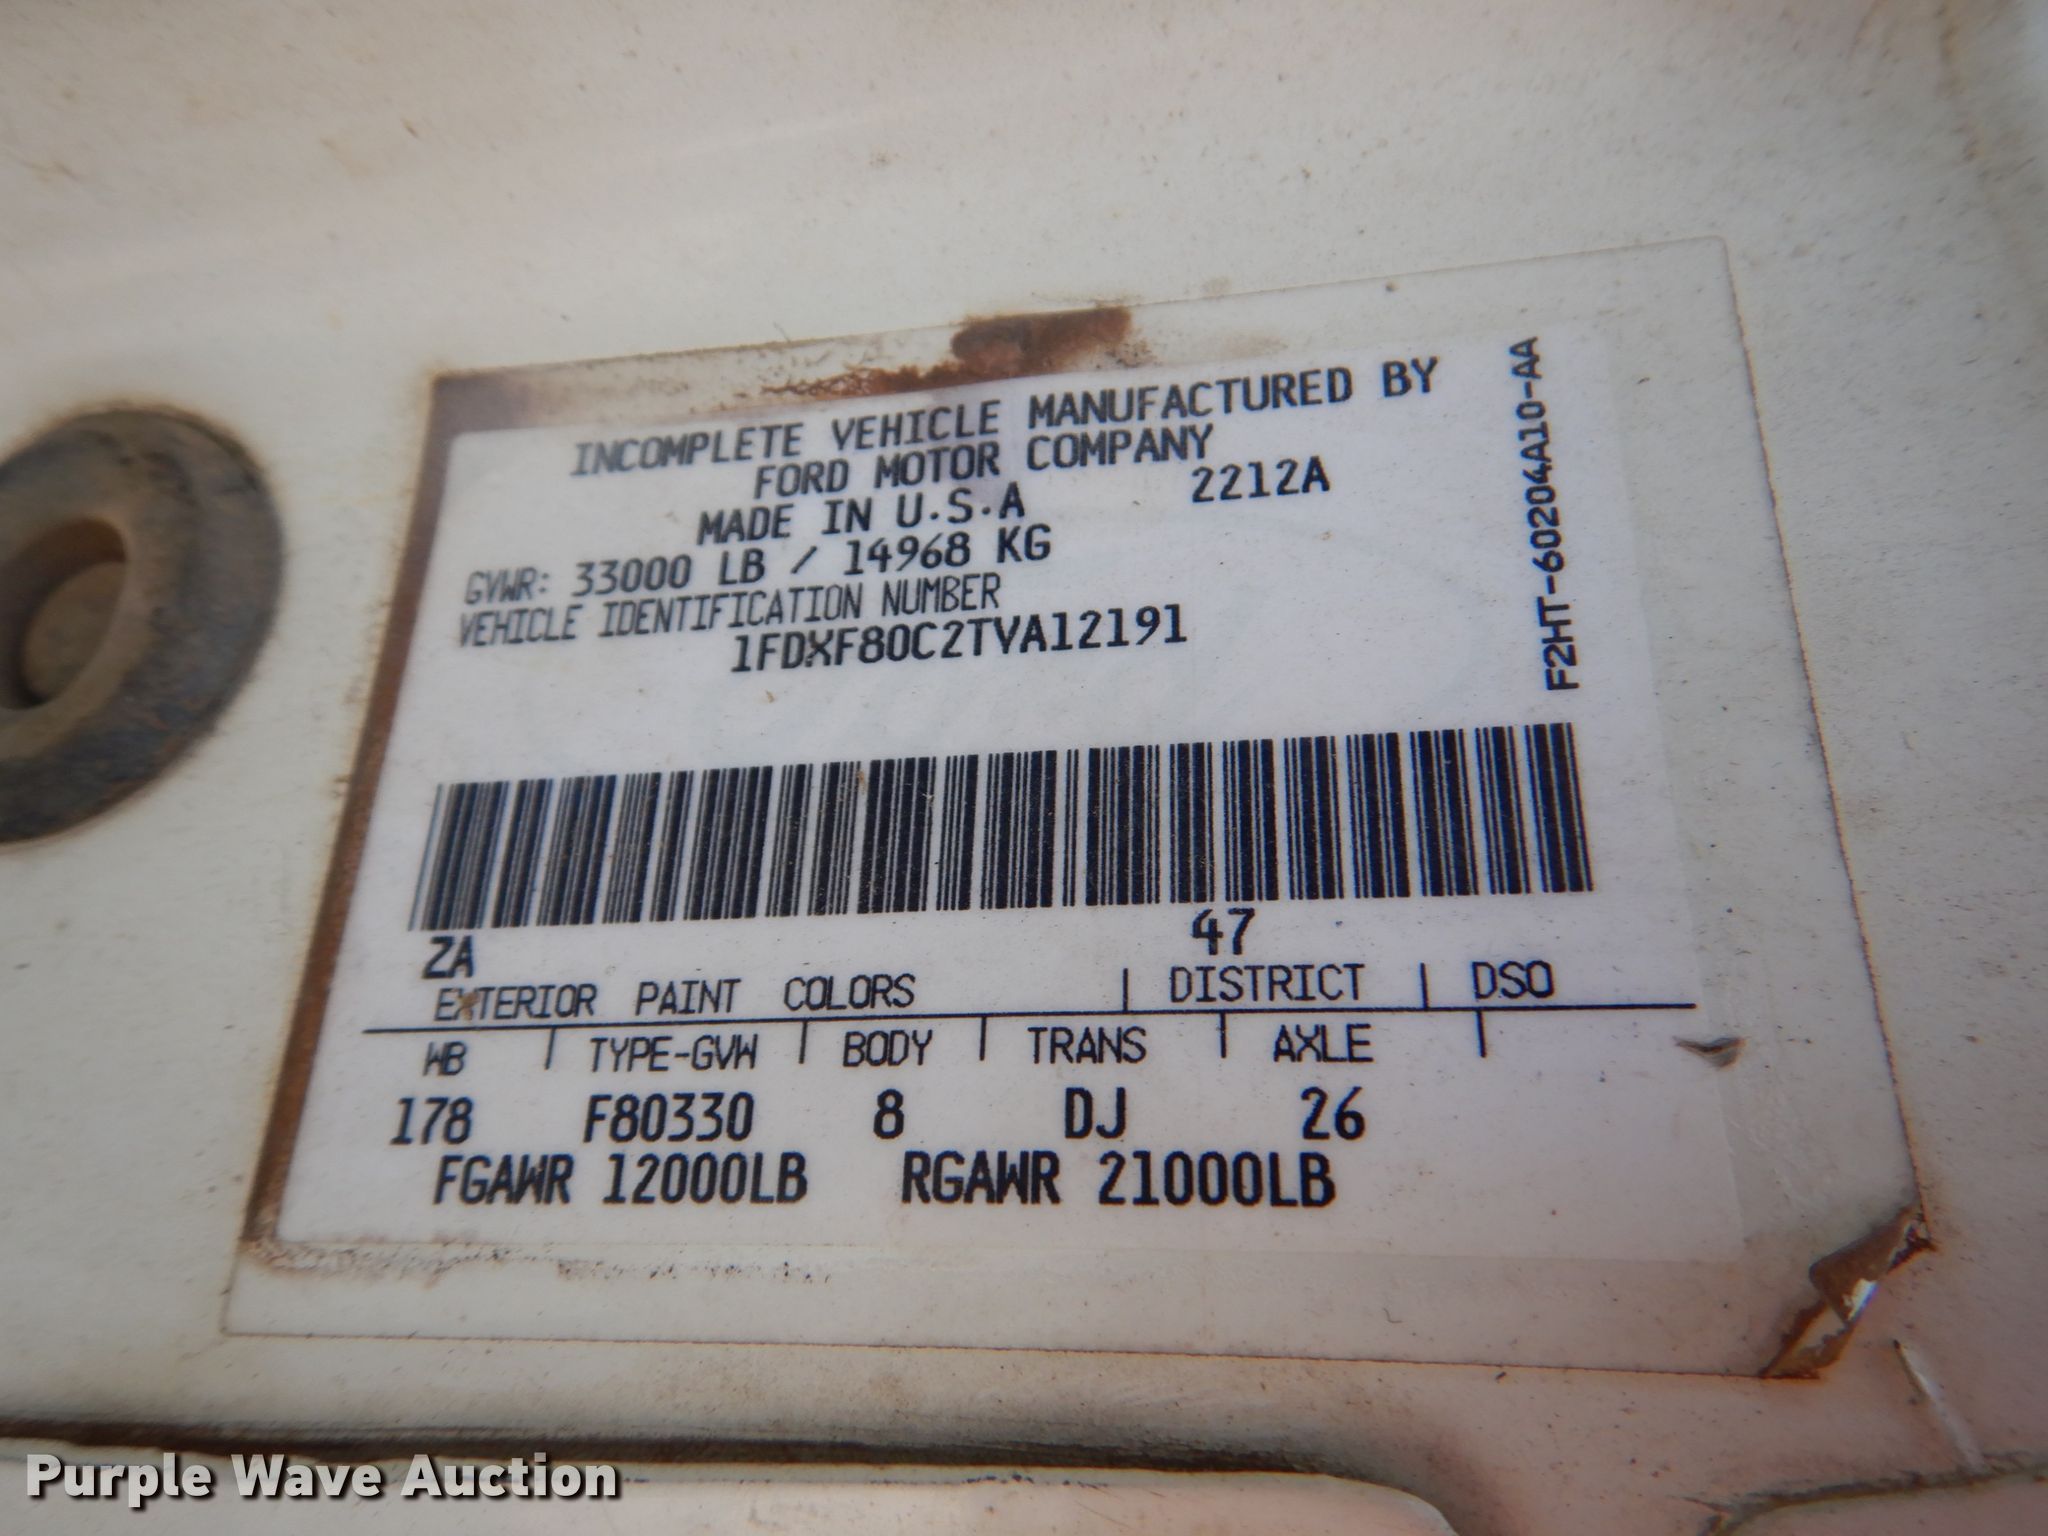 INCOMPLETE VEHICLE MANUFACTURED BY
FORD MOTOR COMPANY
MADE IN U.S.A 2212A
GVWR: 33000 LB / 14968 KG
VEHICLE IDENTIFICATION NUMBER
1FDXF80C2TVA12191
F2HT-60204A10-AA
ZA 47
EXTERIOR PAINT COLORS | DISTRICT | DSO
WB | TYPE-GVW | BODY | TRANS | AXLE |
178 F80330 8 DJ 26
FGAWR 12000LB RGAWR 21000LB
Purple Wave Auction